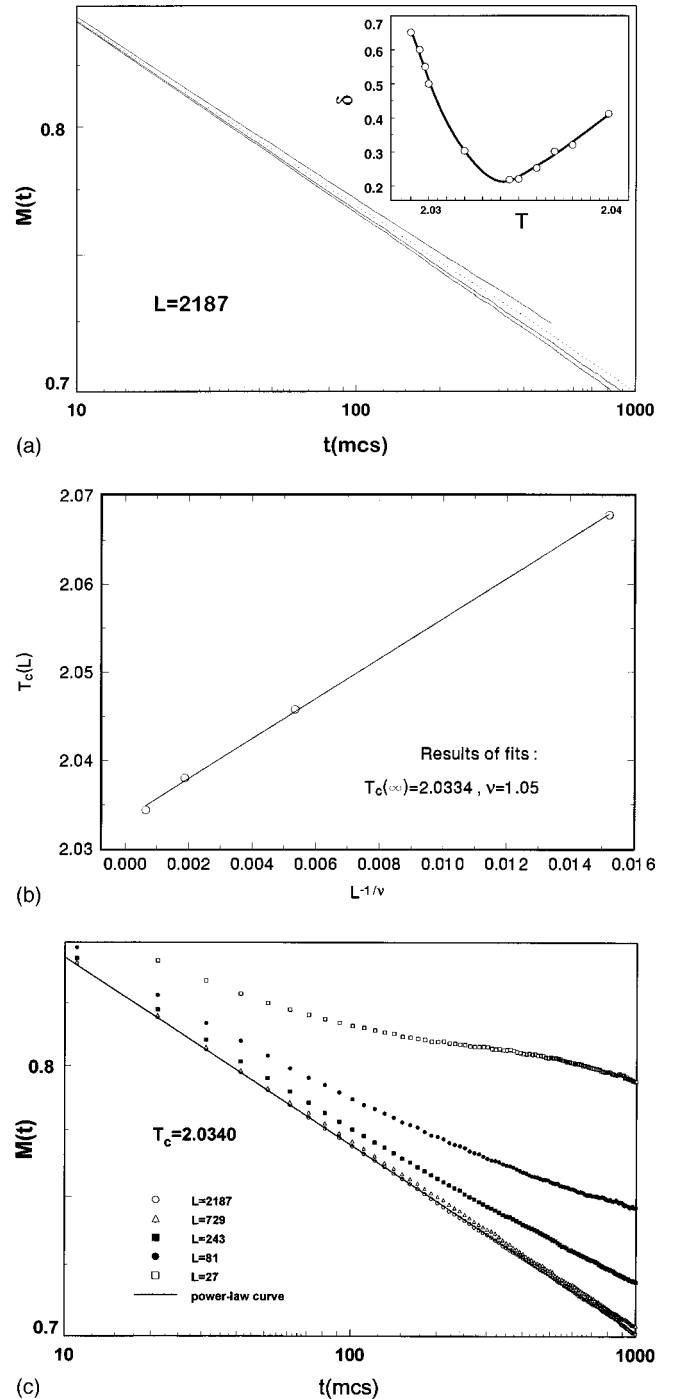 0.7
0.6
0.5
δ
0.4
0.3
0.2
2.03
T
2.04
0.8
M(t)
L=2187
0.7
10
100
1000
t(mcs)
(a)
2.07
2.06
Tc(L)
2.05
2.04
2.03
Results of fits :
Tc(∞)=2.0334 , ν=1.05
0.000 0.002 0.004 0.006 0.008 0.010 0.012 0.014 0.016
L-1/ν
(b)
0.8
M(t)
Tc=2.0340
L=2187
L=729
L=243
L=81
L=27
power-law curve
0.7
10
100
1000
t(mcs)
(c)